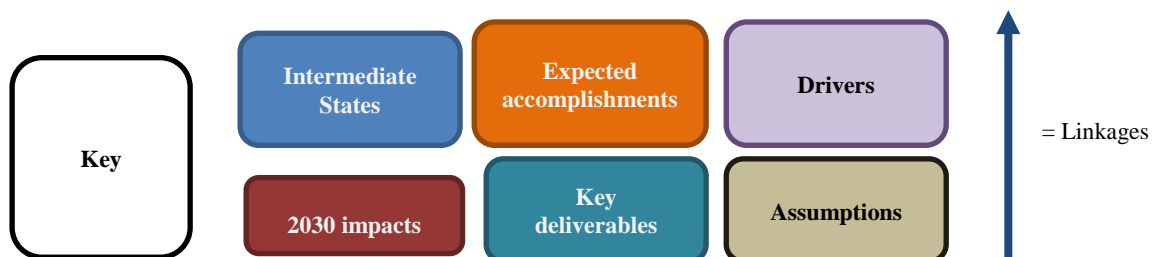 Key
Intermediate
States
Expected
accomplishments
Drivers
= Linkages
2030 impacts
Key
deliverables
Assumptions